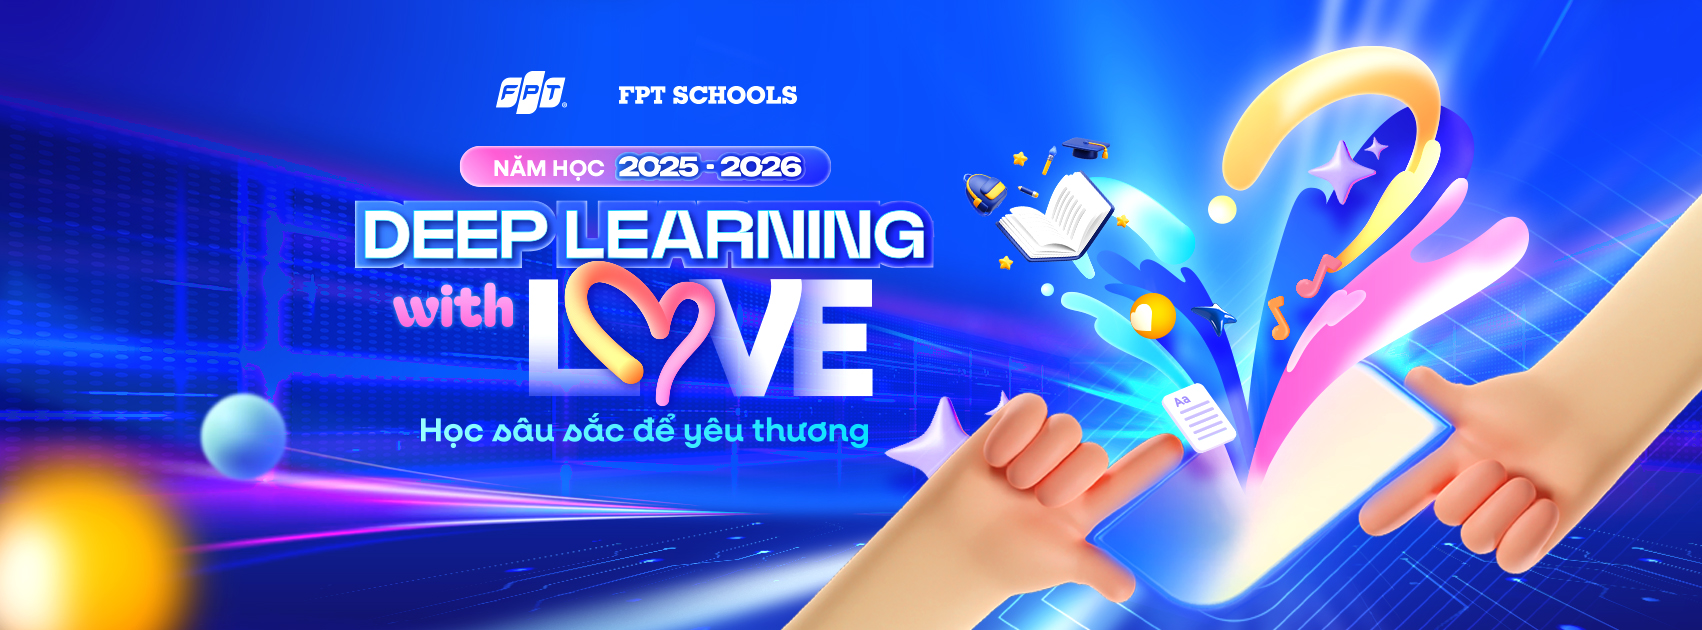 FPT
FPT SCHOOLS
NĂM HỌC 2025 - 2026
DEEP LEARNING
with LOVE
Học sâu sắc để yêu thương
Aa